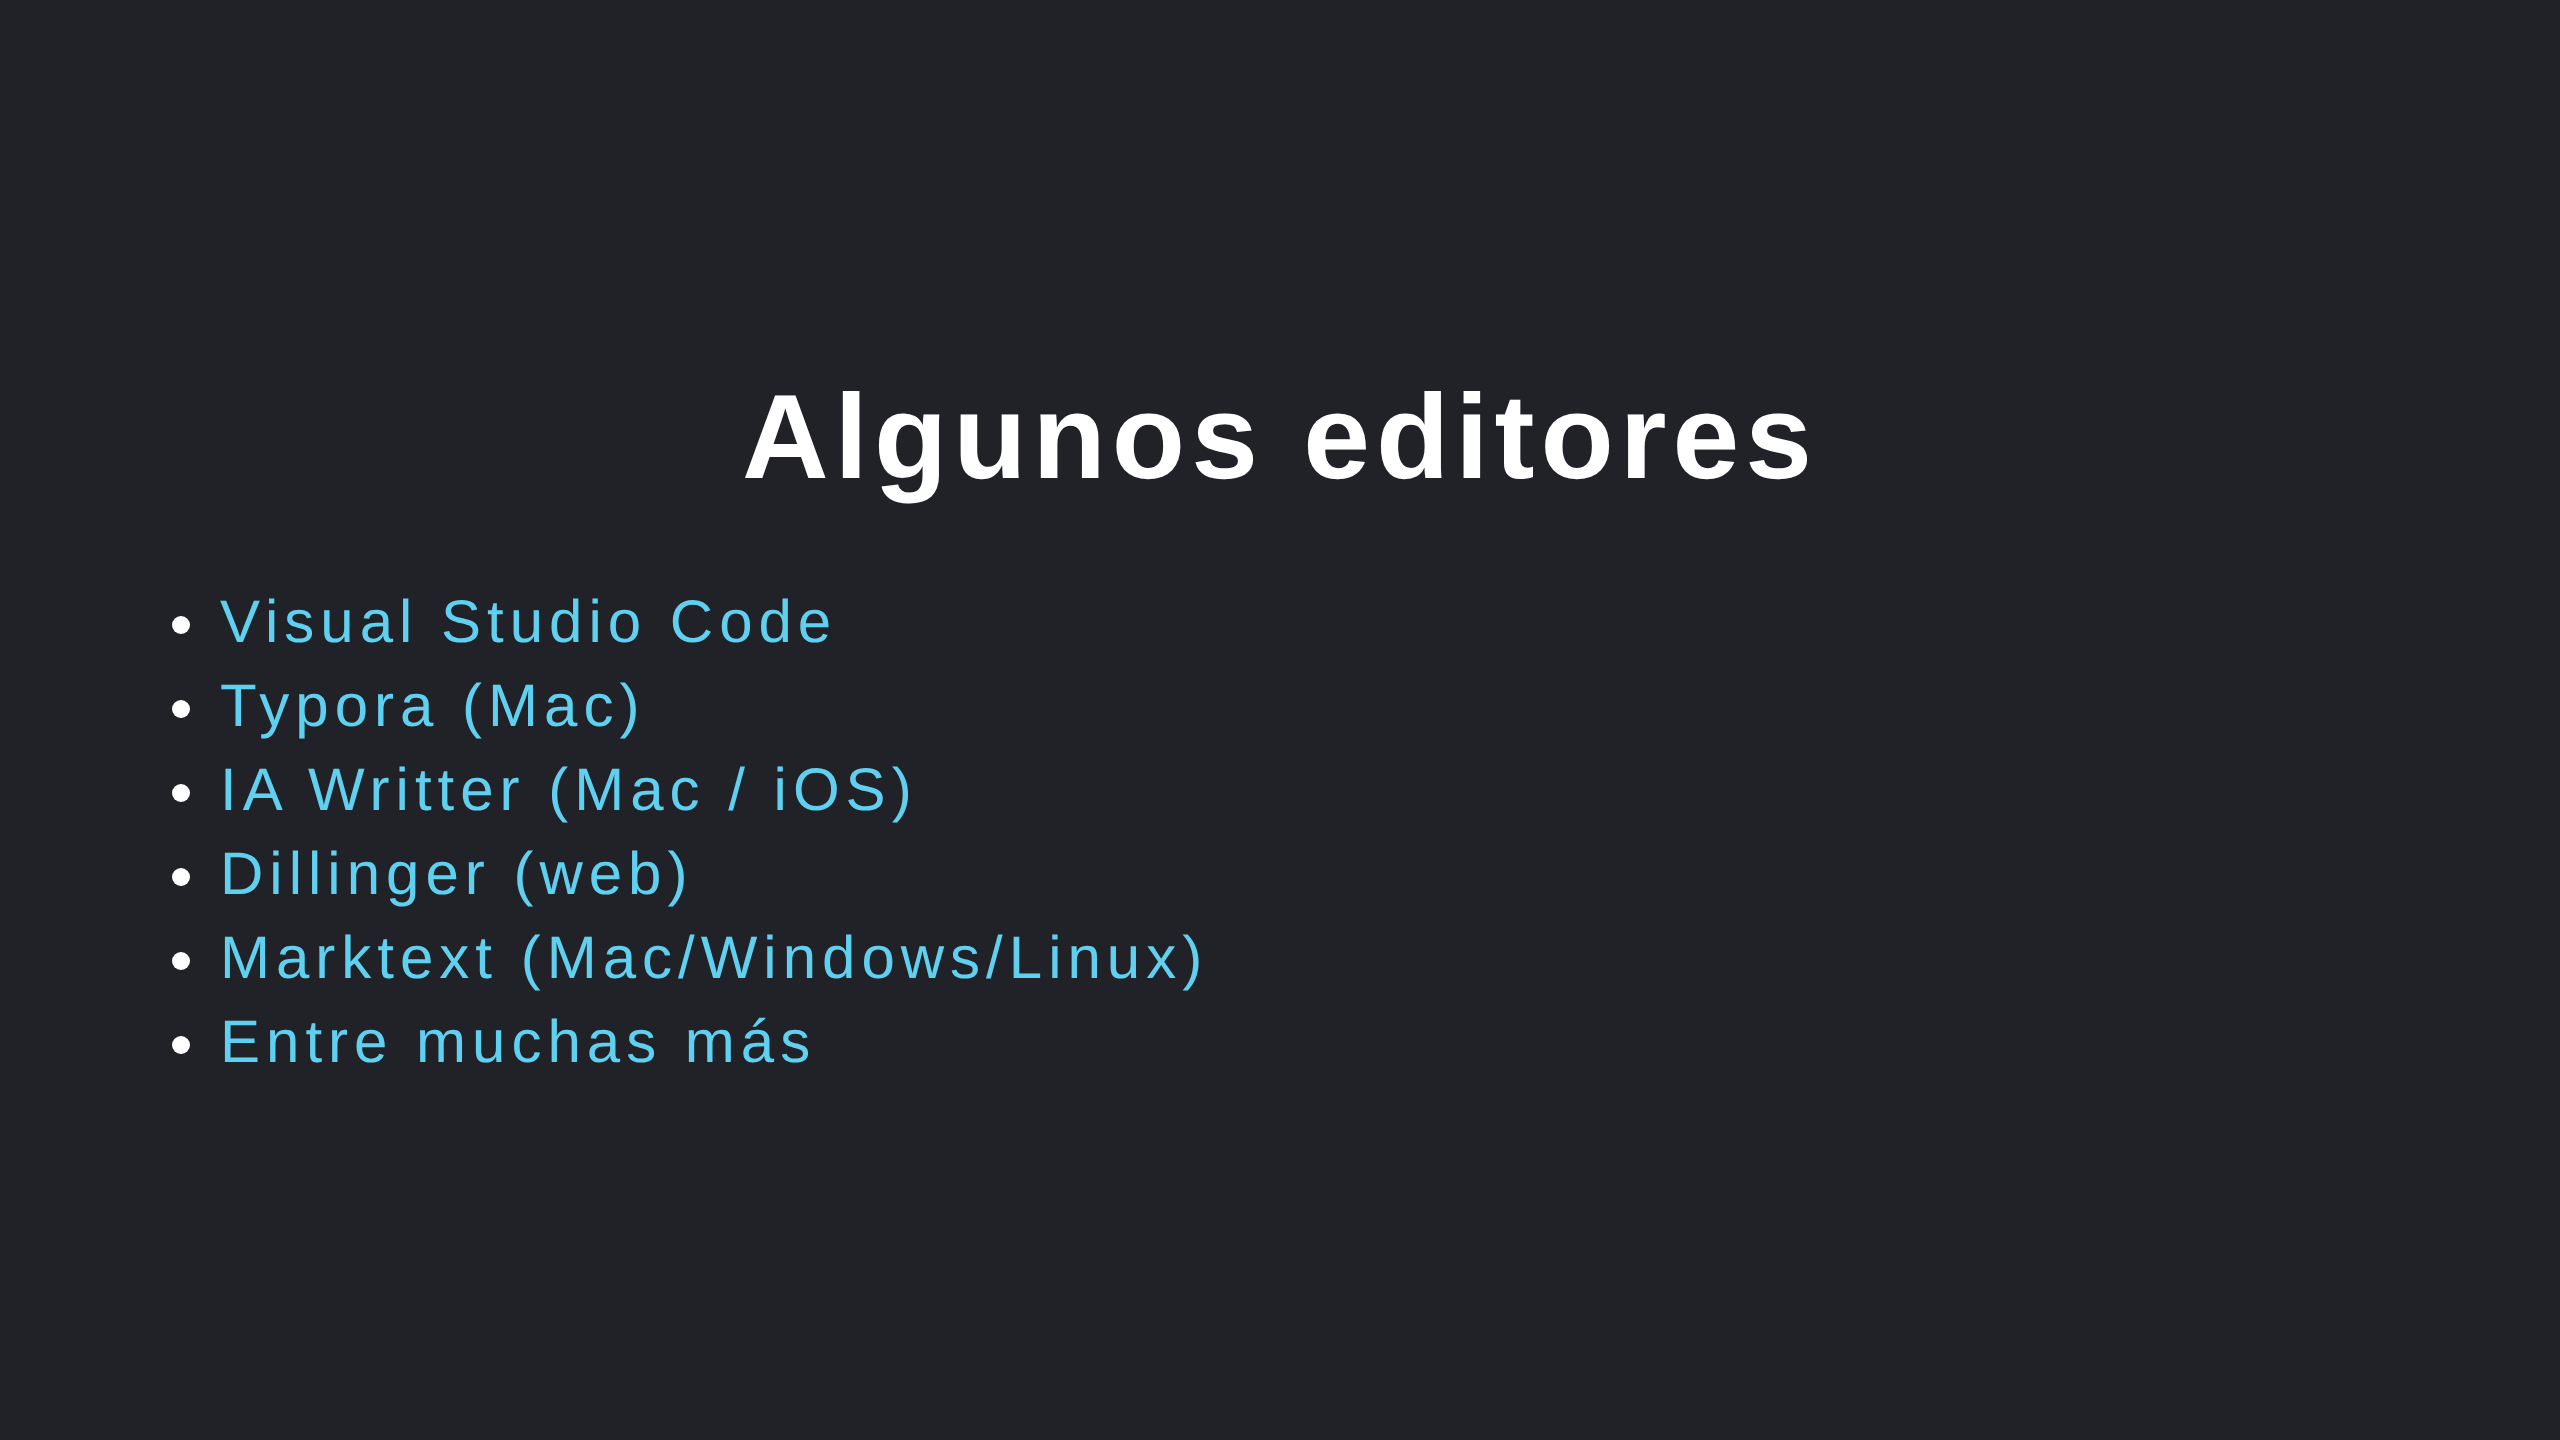 Algunos editores
Visual Studio Code
Typora (Mac)
IA Writter (Mac / iOS)
Dillinger (web)
Marktext (Mac/Windows/Linux)
Entre muchas más